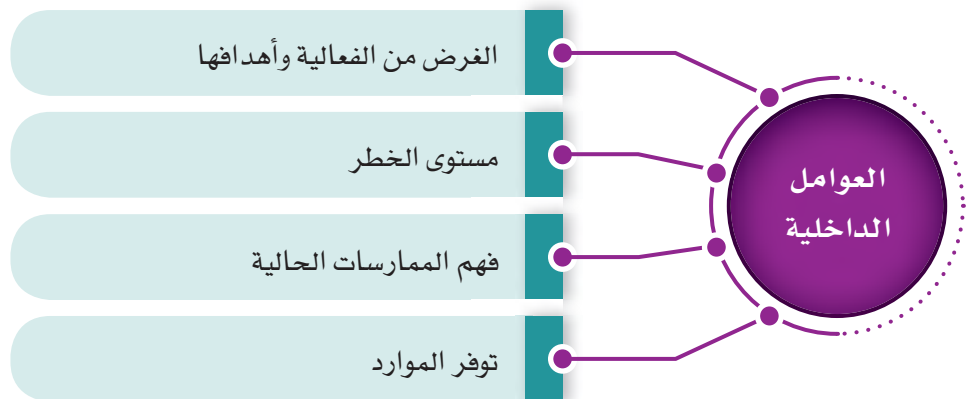 العوامل
الداخلية
الغرض من الفعالية وأهدافها
مستوى الخطر
فهم الممارسات الحالية
توفر الموارد